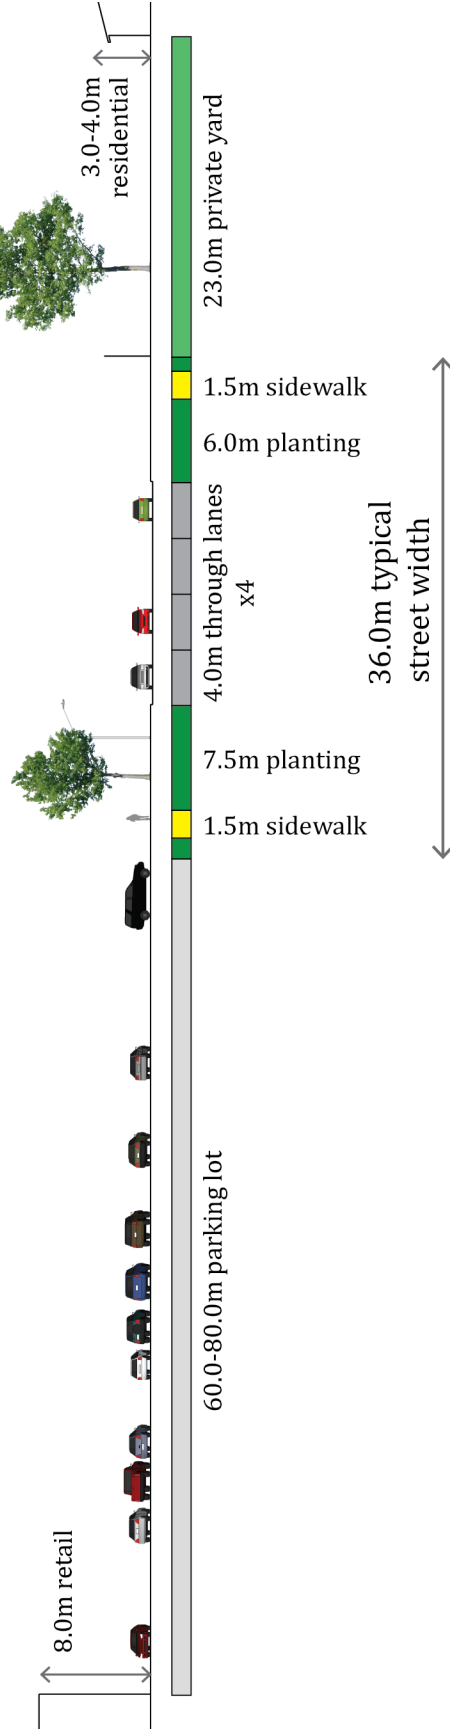 3.0-4.0m
residential
23.0m private yard
1.5m sidewalk
6.0m planting
4.0m through lanes
x4
36.0m typical
street width
7.5m planting
1.5m sidewalk
60.0-80.0m parking lot
8.0m retail